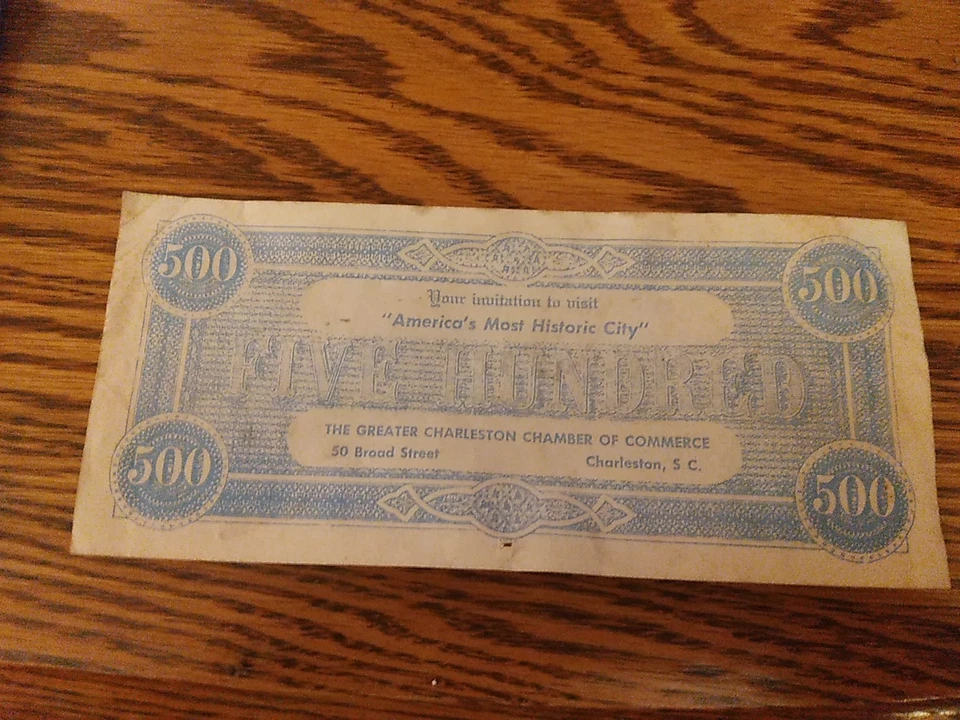 500 500
Your invitation to visit
"America's Most Historic City"
FIVE HUNDRED
THE GREATER CHARLESTON CHAMBER OF COMMERCE
50 Broad Street Charleston, S C.
500 500